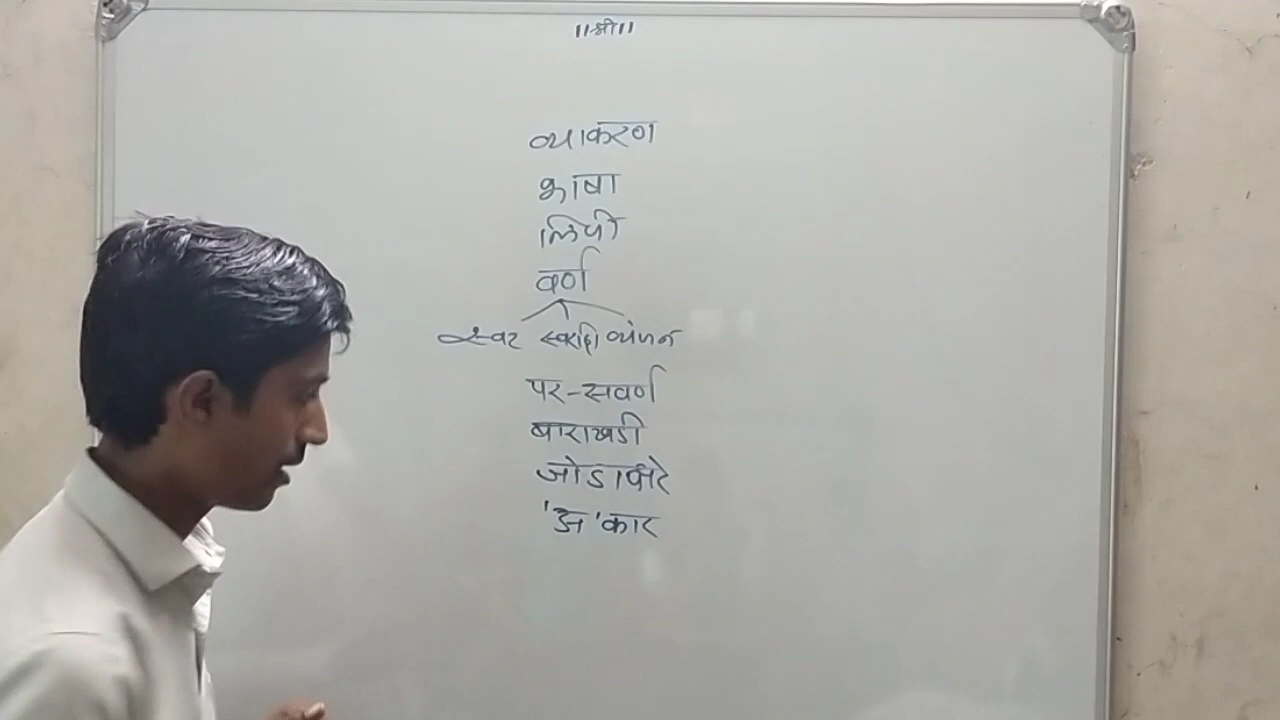 ॥श्री॥
व्याकरण
भाषा
लिपी
वर्ण
स्वर स्वरादी व्यंजन
पर-सवर्ण
बाराखडी
जोडाक्षरे
'अ'कार